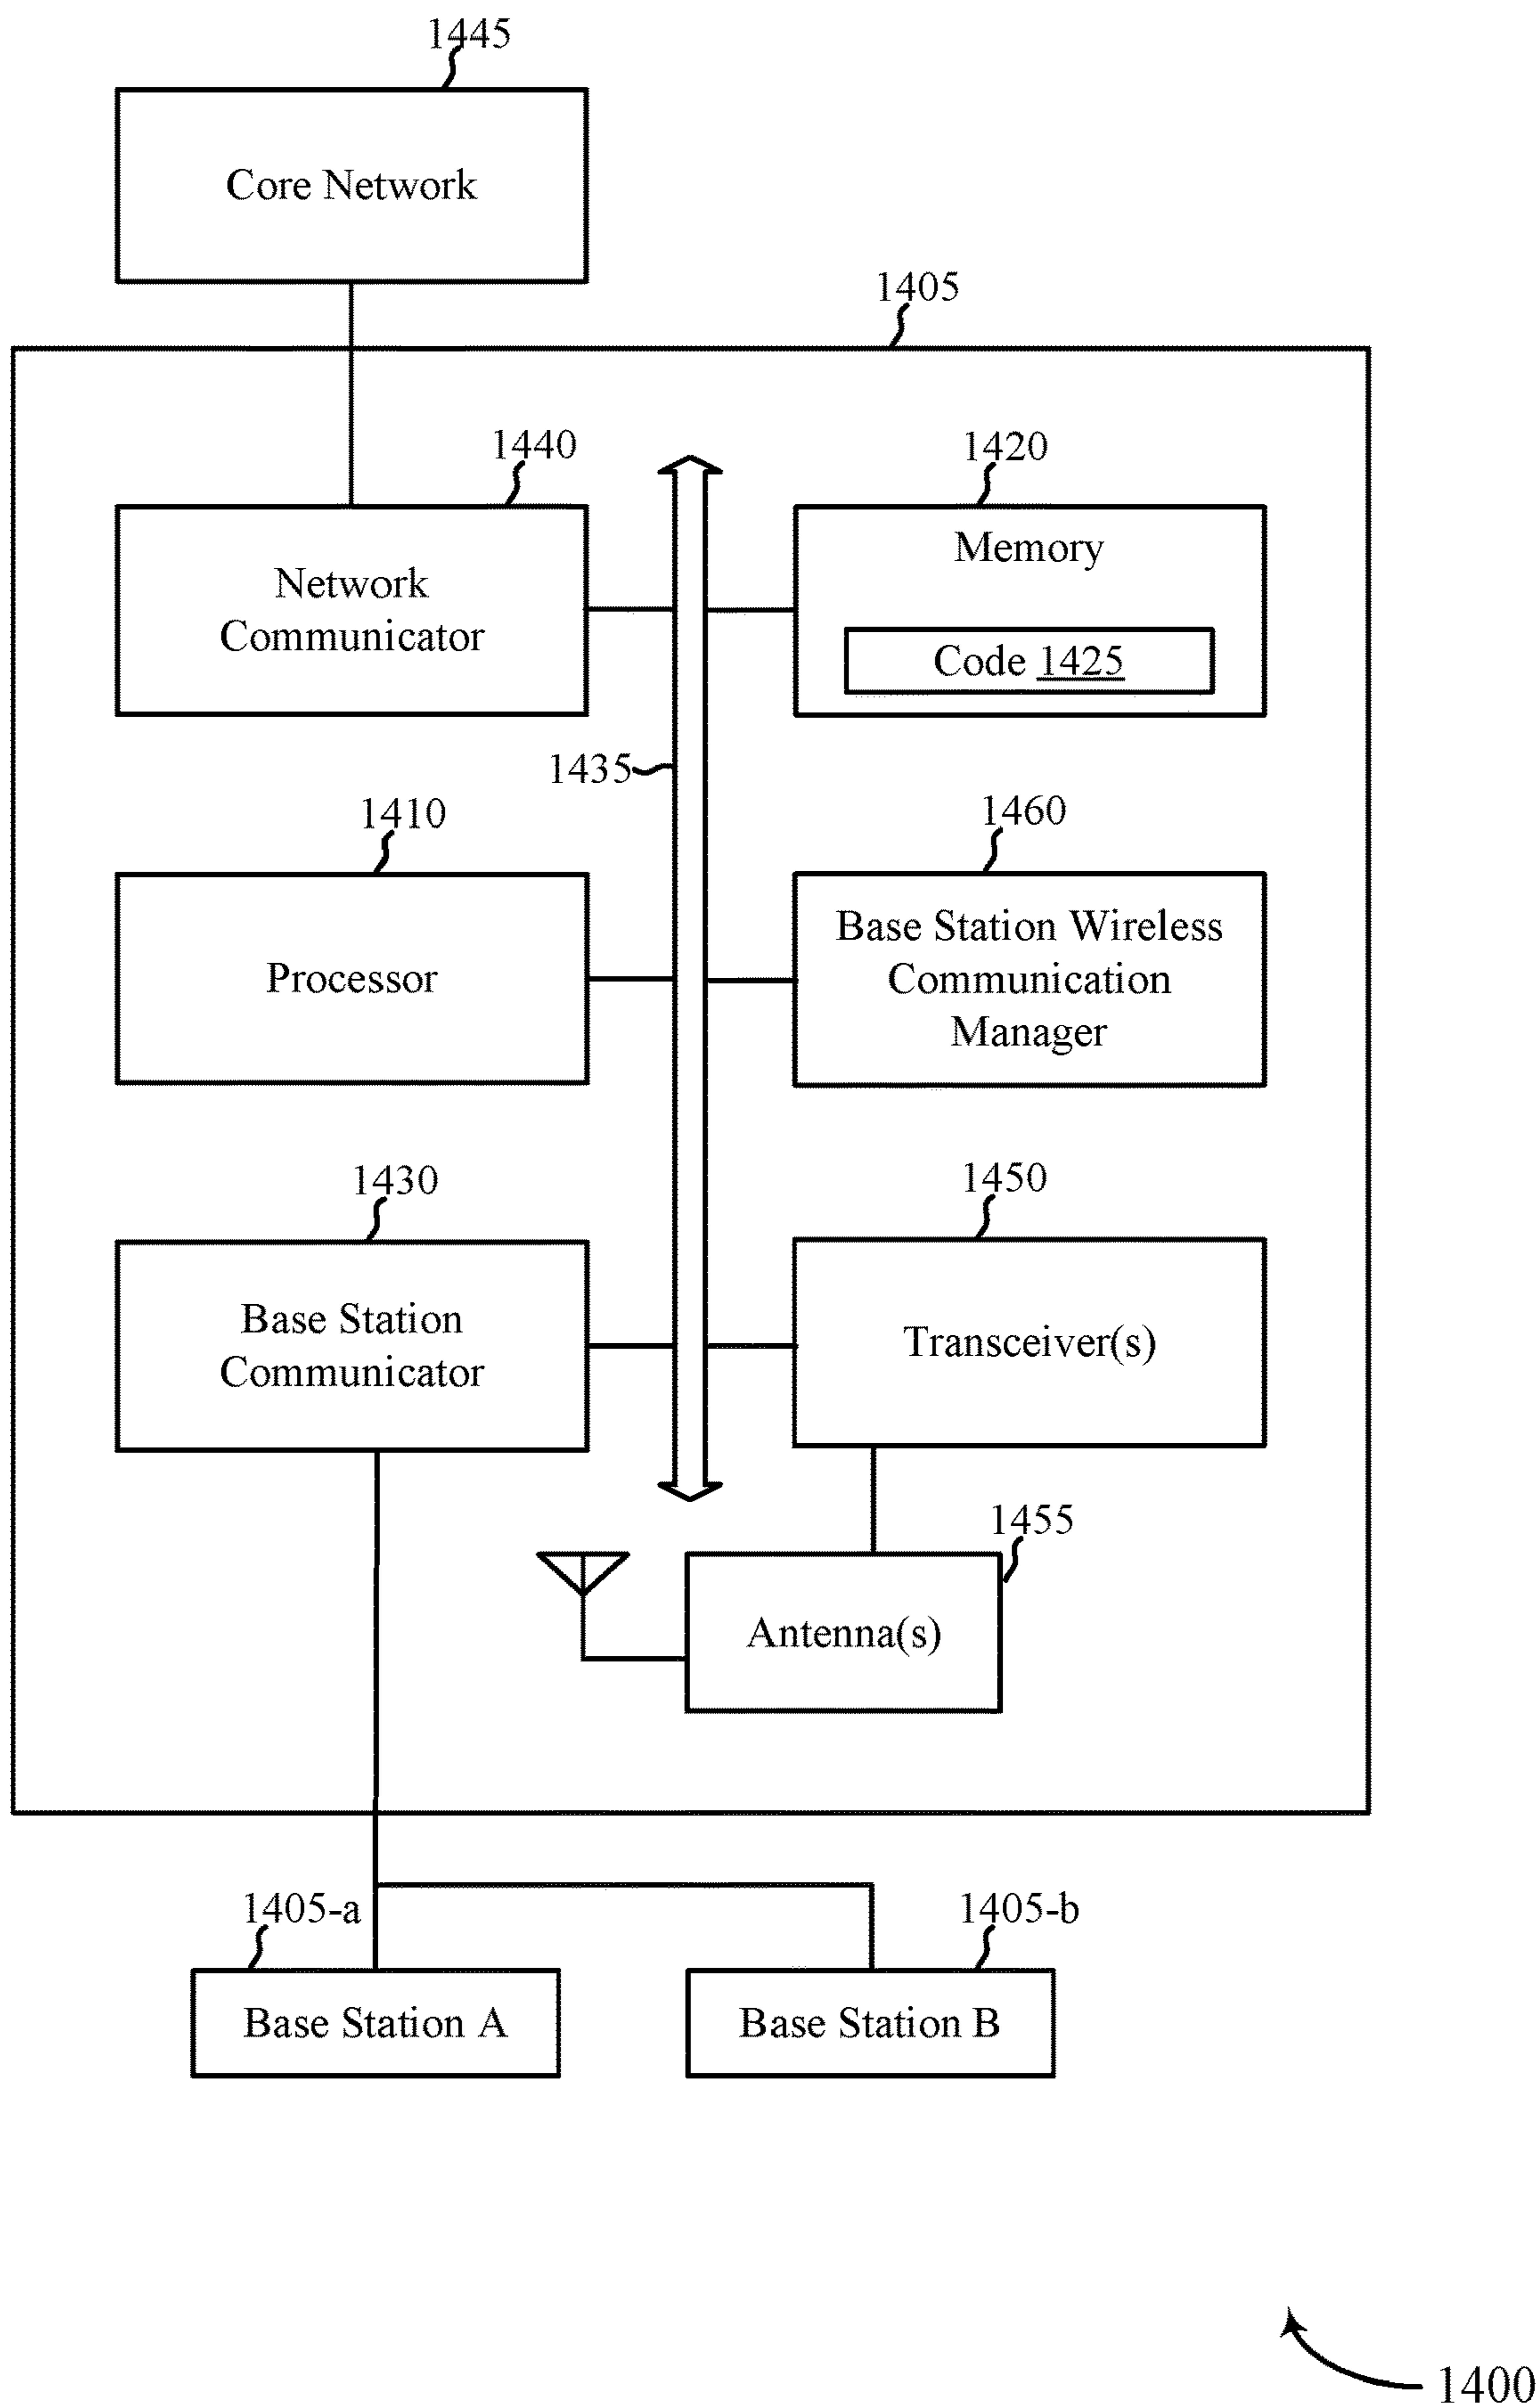 1445
Core Network
1405
1440
1420
Network
Communicator
Memory
Code 1425
1435
1410
1460
Processor
Base Station Wireless
Communication
Manager
1430
1450
Base Station
Communicator
Transceiver(s)
1455
Antenna(s)
1405-a
1405-b
Base Station A
Base Station B
1400